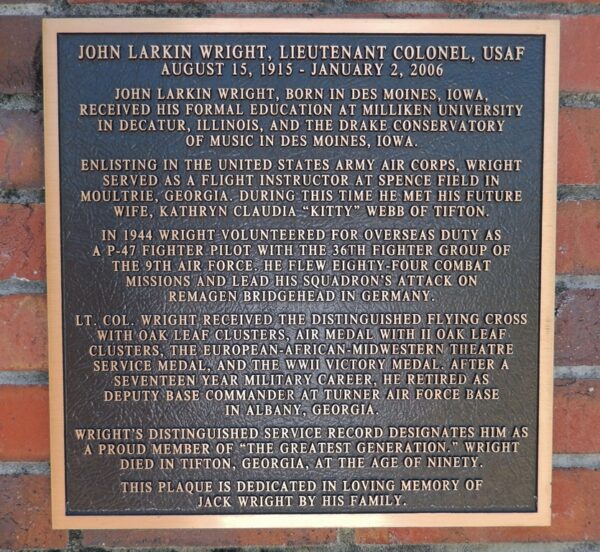 JOHN LARKIN WRIGHT, LIEUTENANT COLONEL, USAF
AUGUST 15, 1915 - JANUARY 2, 2006
JOHN LARKIN WRIGHT, BORN IN DES MOINES, IOWA,
RECEIVED HIS FORMAL EDUCATION AT MILLIKEN UNIVERSITY
IN DECATUR, ILLINOIS, AND THE DRAKE CONSERVATORY
OF MUSIC IN DES MOINES, IOWA.
ENLISTING IN THE UNITED STATES ARMY AIR CORPS, WRIGHT
SERVED AS A FLIGHT INSTRUCTOR AT SPENCE FIELD IN
MOULTRIE, GEORGIA. DURING THIS TIME HE MET HIS FUTURE
WIFE, KATHRYN CLAUDIA "KITTY" WEBB OF TIFTON.
IN 1944 WRIGHT VOLUNTEERED FOR OVERSEAS DUTY AS
A P-47 FIGHTER PILOT WITH THE 36TH FIGHTER GROUP OF
THE 9TH AIR FORCE. HE FLEW EIGHTY-FOUR COMBAT
MISSIONS AND LEAD HIS SQUADRON'S ATTACK ON
REMAGEN BRIDGEHEAD IN GERMANY.
LT. COL. WRIGHT RECEIVED THE DISTINGUISHED FLYING CROSS
WITH OAK LEAF CLUSTERS, AIR MEDAL WITH II OAK LEAF
CLUSTERS, THE EUROPEAN-AFRICAN-MIDWESTERN THEATRE
SERVICE MEDAL, AND THE WWII VICTORY MEDAL. AFTER A
SEVENTEEN YEAR MILITARY CAREER, HE RETIRED AS
DEPUTY BASE COMMANDER AT TURNER AIR FORCE BASE
IN ALBANY, GEORGIA.
WRIGHT'S DISTINGUISHED SERVICE RECORD DESIGNATES HIM AS
A PROUD MEMBER OF "THE GREATEST GENERATION." WRIGHT
DIED IN TIFTON, GEORGIA, AT THE AGE OF NINETY.
THIS PLAQUE IS DEDICATED IN LOVING MEMORY OF
JACK WRIGHT BY HIS FAMILY.